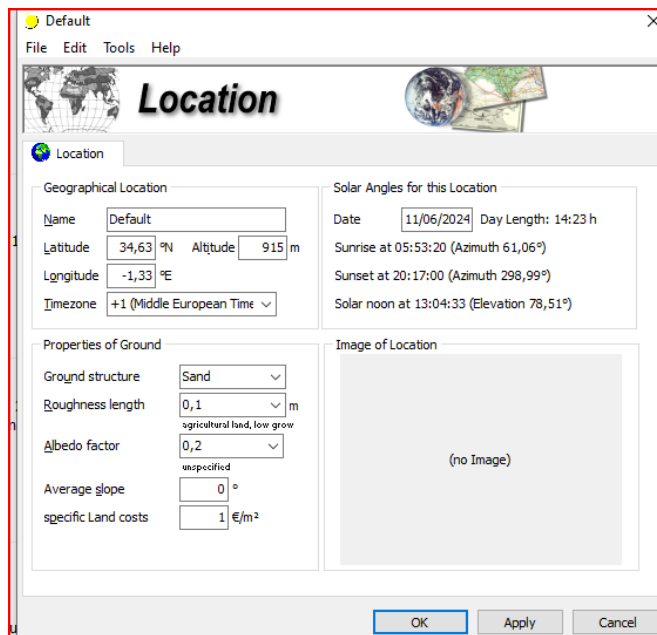 Default
File Edit Tools Help
Location
Location
Geographical Location
Name Default
Latitude 34,63 ºN Altitude 915 m
Longitude -1,33 ºE
Timezone +1 (Middle European Time
Solar Angles for this Location
Date 11/06/2024 Day Length: 14:23 h
Sunrise at 05:53:20 (Azimuth 61,06°)
Sunset at 20:17:00 (Azimuth 298,99°)
Solar noon at 13:04:33 (Elevation 78,51°)
Properties of Ground
Ground structure Sand
Roughness length 0,1 m
agricultural land, low grow
Albedo factor 0,2
unspecified
Average slope 0 °
specific Land costs 1 €/m²
Image of Location
(no Image)
OK Apply Cancel